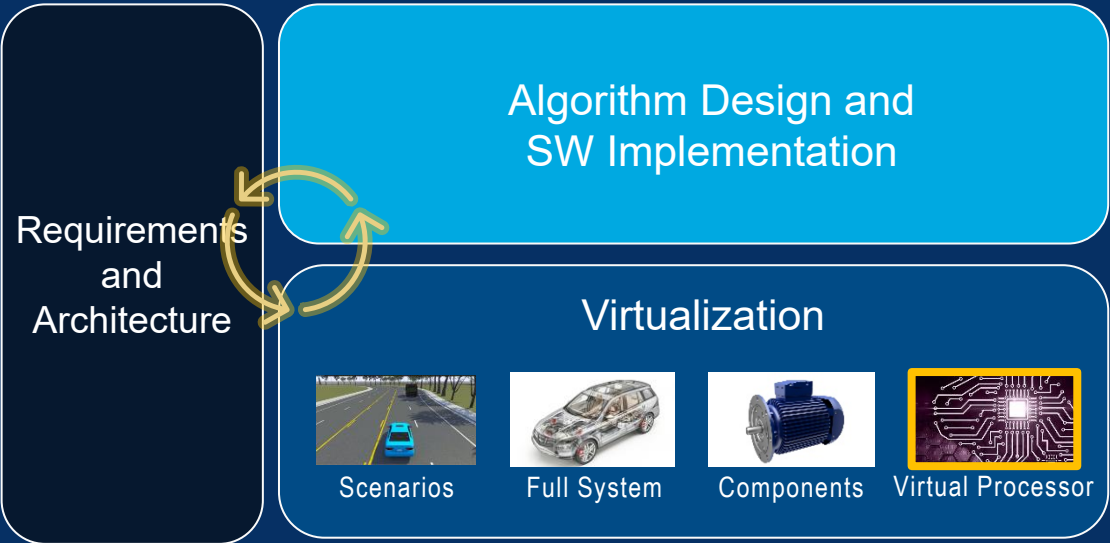 Requirements
and
Architecture
Algorithm Design and
SW Implementation
Virtualization
Scenarios
Full System
Components
Virtual Processor